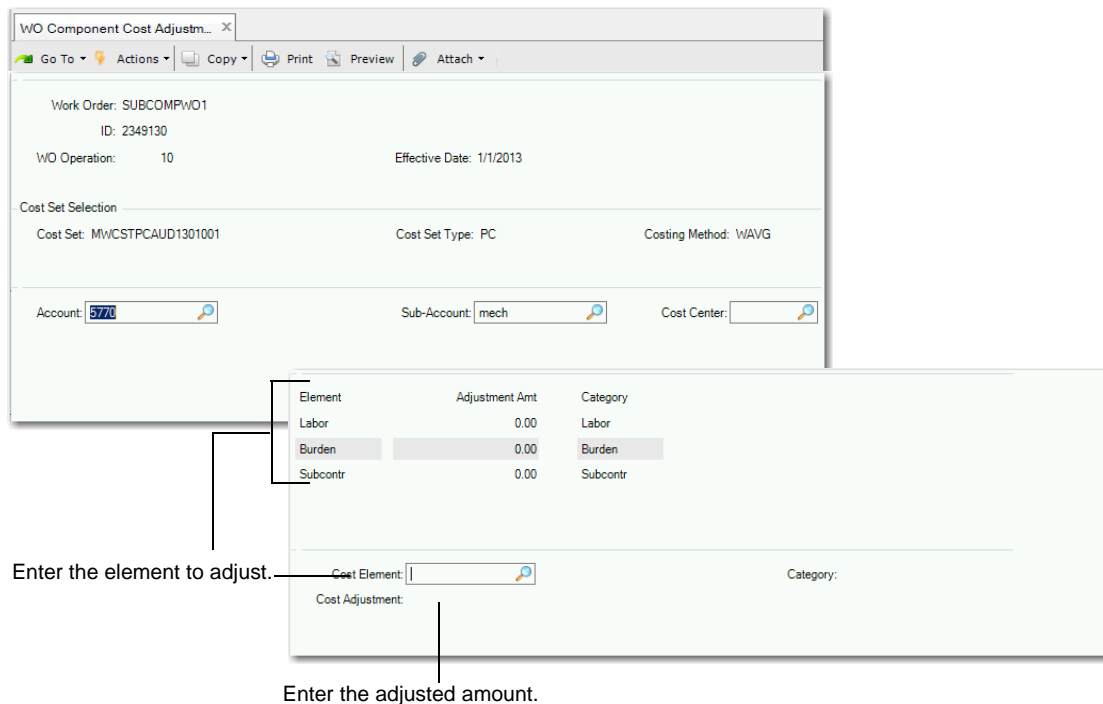 WO Component Cost Adjustm... X
Go To Actions Copy Print Preview Attach
Work Order: SUBCOMPWO1
ID: 2349130
WO Operation: 10 Effective Date: 1/1/2013
Cost Set Selection
Cost Set: MWCSTPCAUD1301001 Cost Set Type: PC Costing Method: WAVG
Account: 5770 Sub-Account: mech Cost Center:
Element Adjustment Amt Category
Labor 0.00 Labor
Burden 0.00 Burden
Subcontr 0.00 Subcontr
Enter the element to adjust.
Cost Element: Category:
Cost Adjustment:
Enter the adjusted amount.